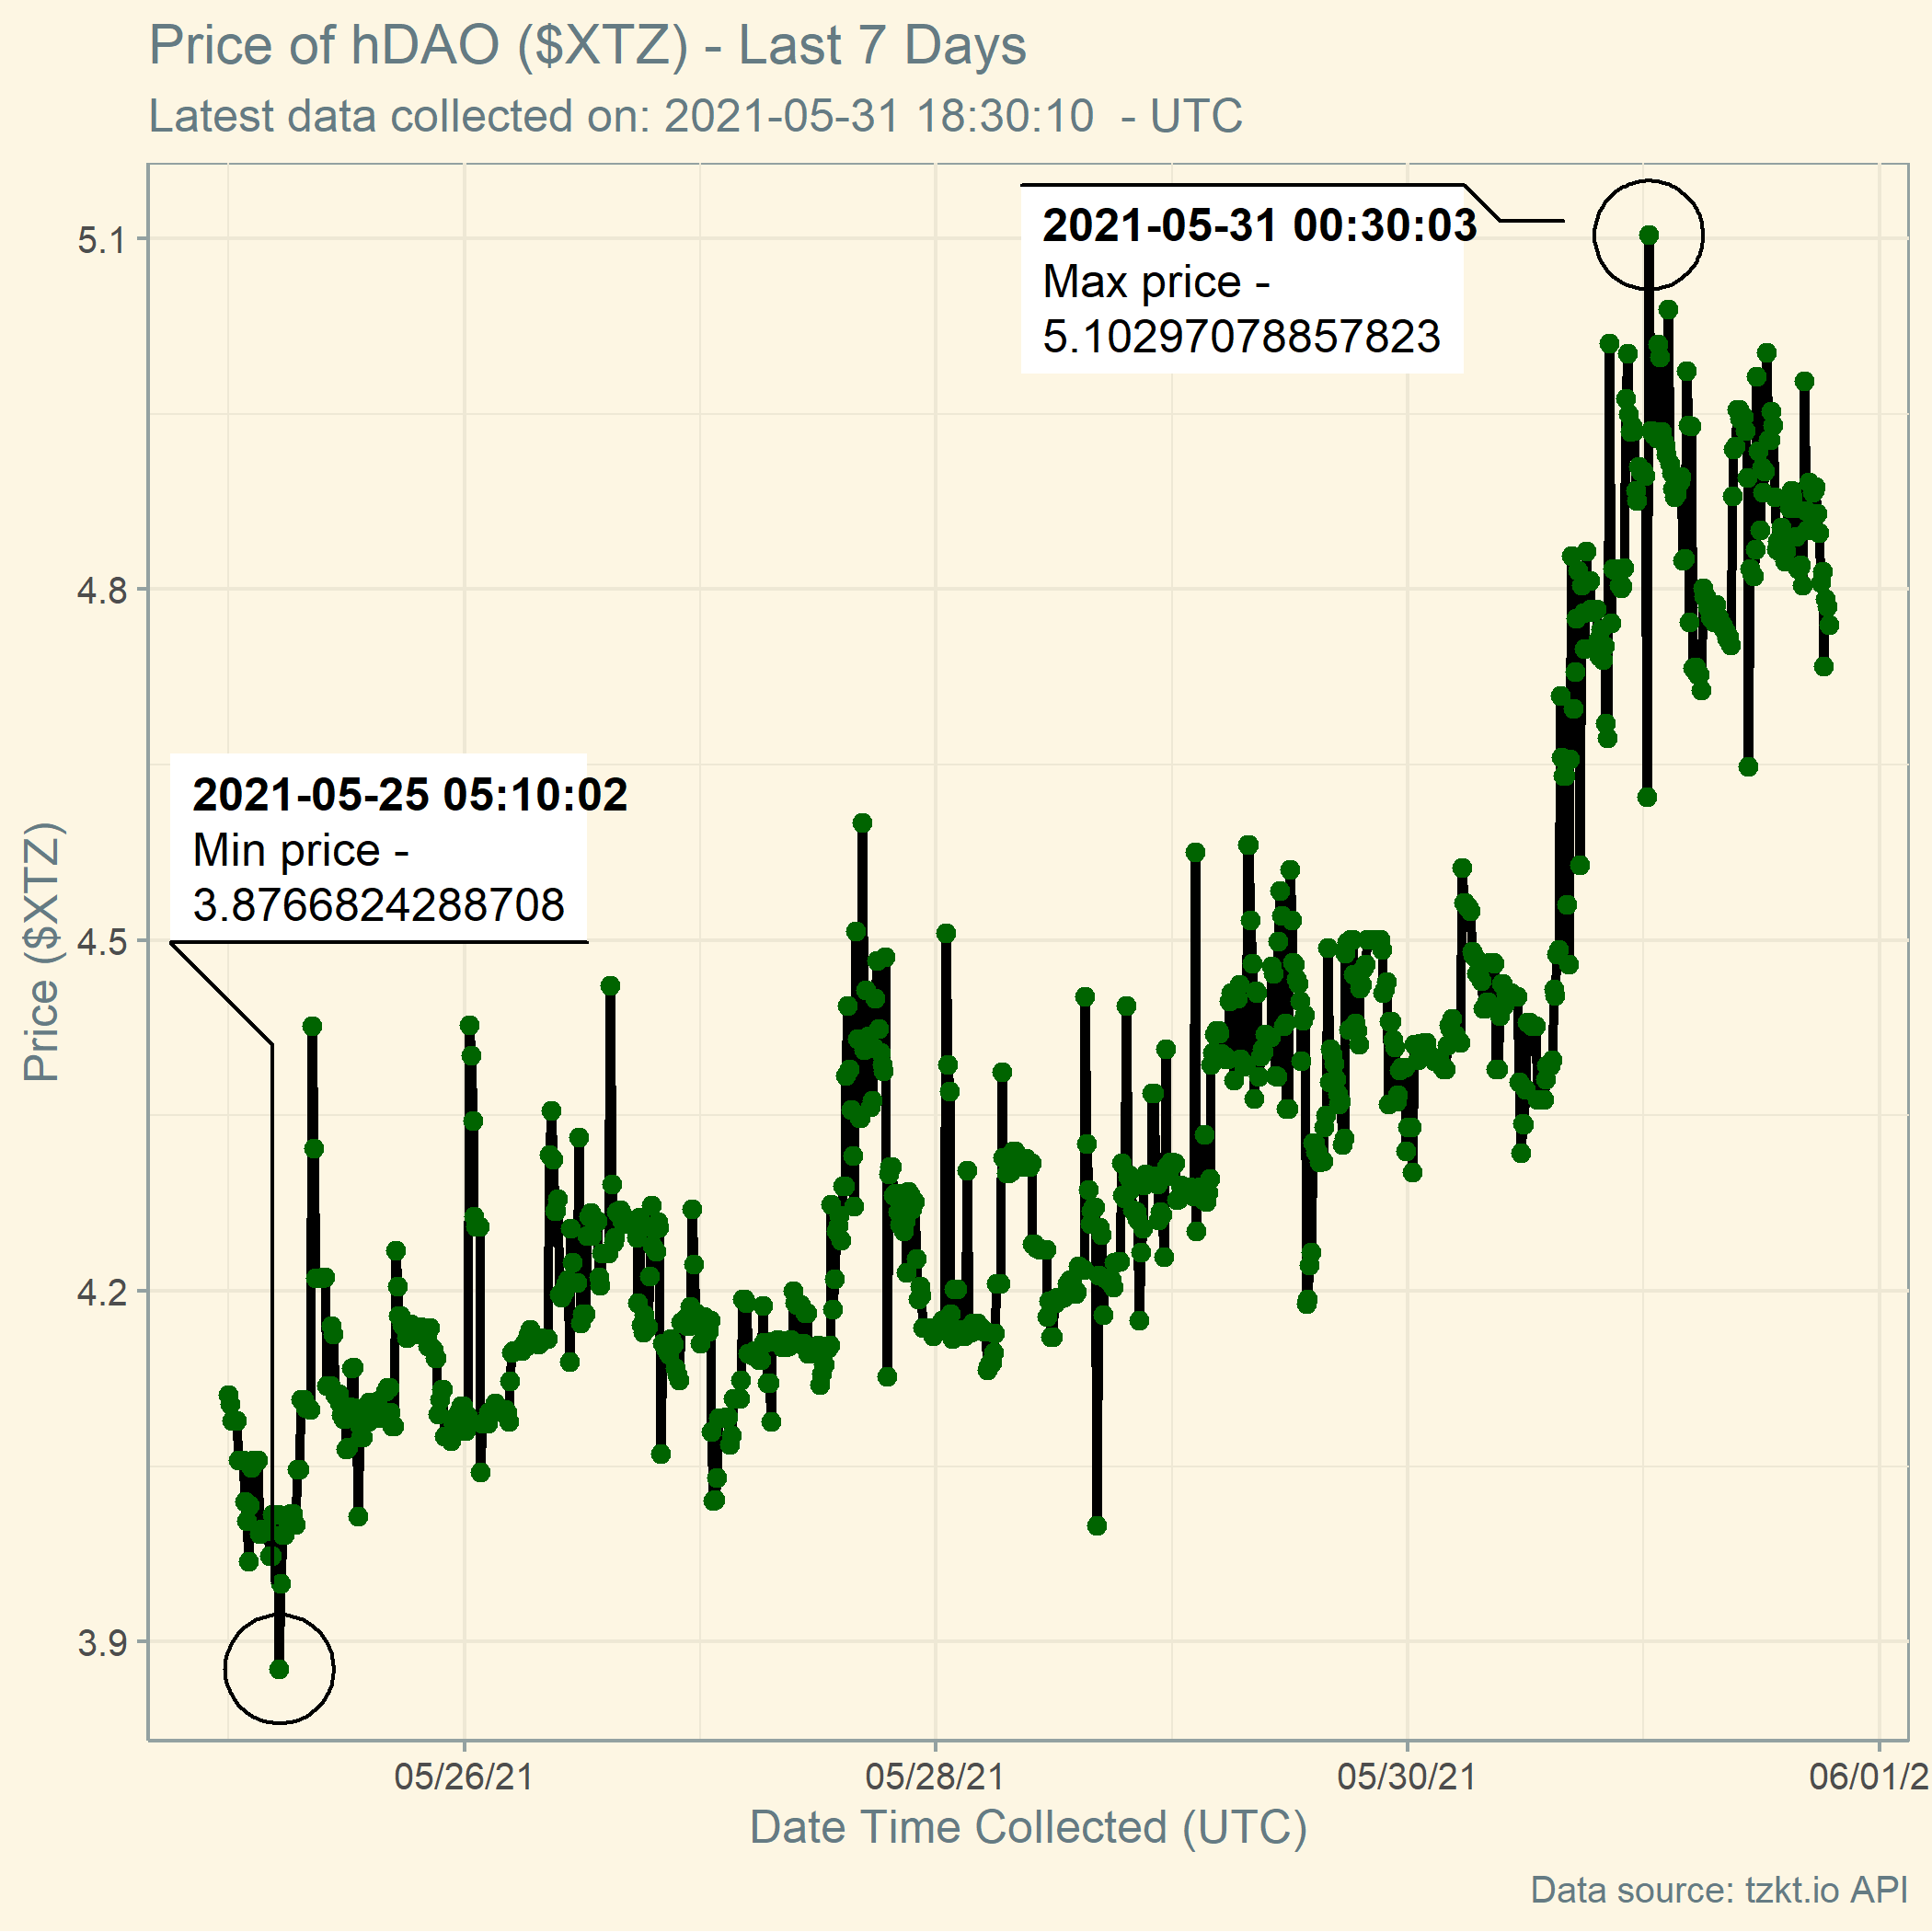 Price of hDAO ($XTZ) - Last 7 Days
Latest data collected on: 2021-05-31 18:30:10  - UTC
2021-05-31 00:30:03
Max price -
5.10297078857823
2021-05-25 05:10:02
Min price -
3.8766824288708
Price ($XTZ)
5.1
4.8
4.5
4.2
3.9
05/26/21
05/28/21
05/30/21
06/01/2
Date Time Collected (UTC)
Data source: tzkt.io API